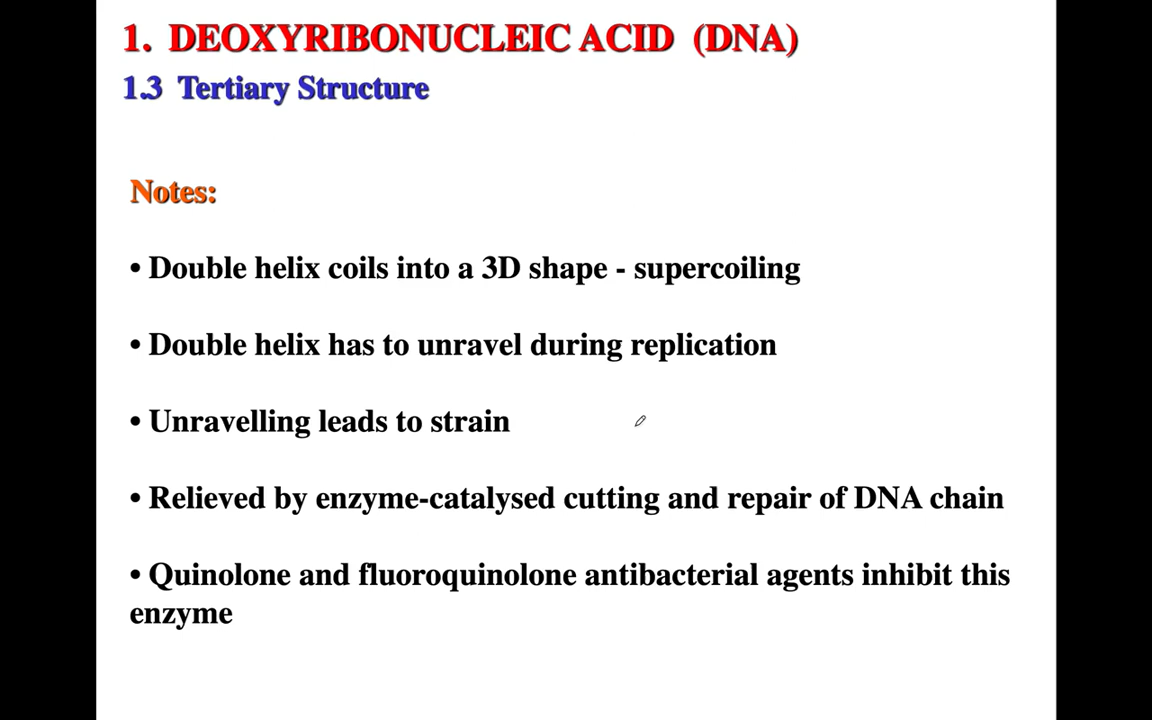 1. DEOXYRIBONUCLEIC ACID (DNA)
1.3 Tertiary Structure
Notes:
• Double helix coils into a 3D shape - supercoiling
• Double helix has to unravel during replication
• Unravelling leads to strain
• Relieved by enzyme-catalysed cutting and repair of DNA chain
• Quinolone and fluoroquinolone antibacterial agents inhibit this
enzyme